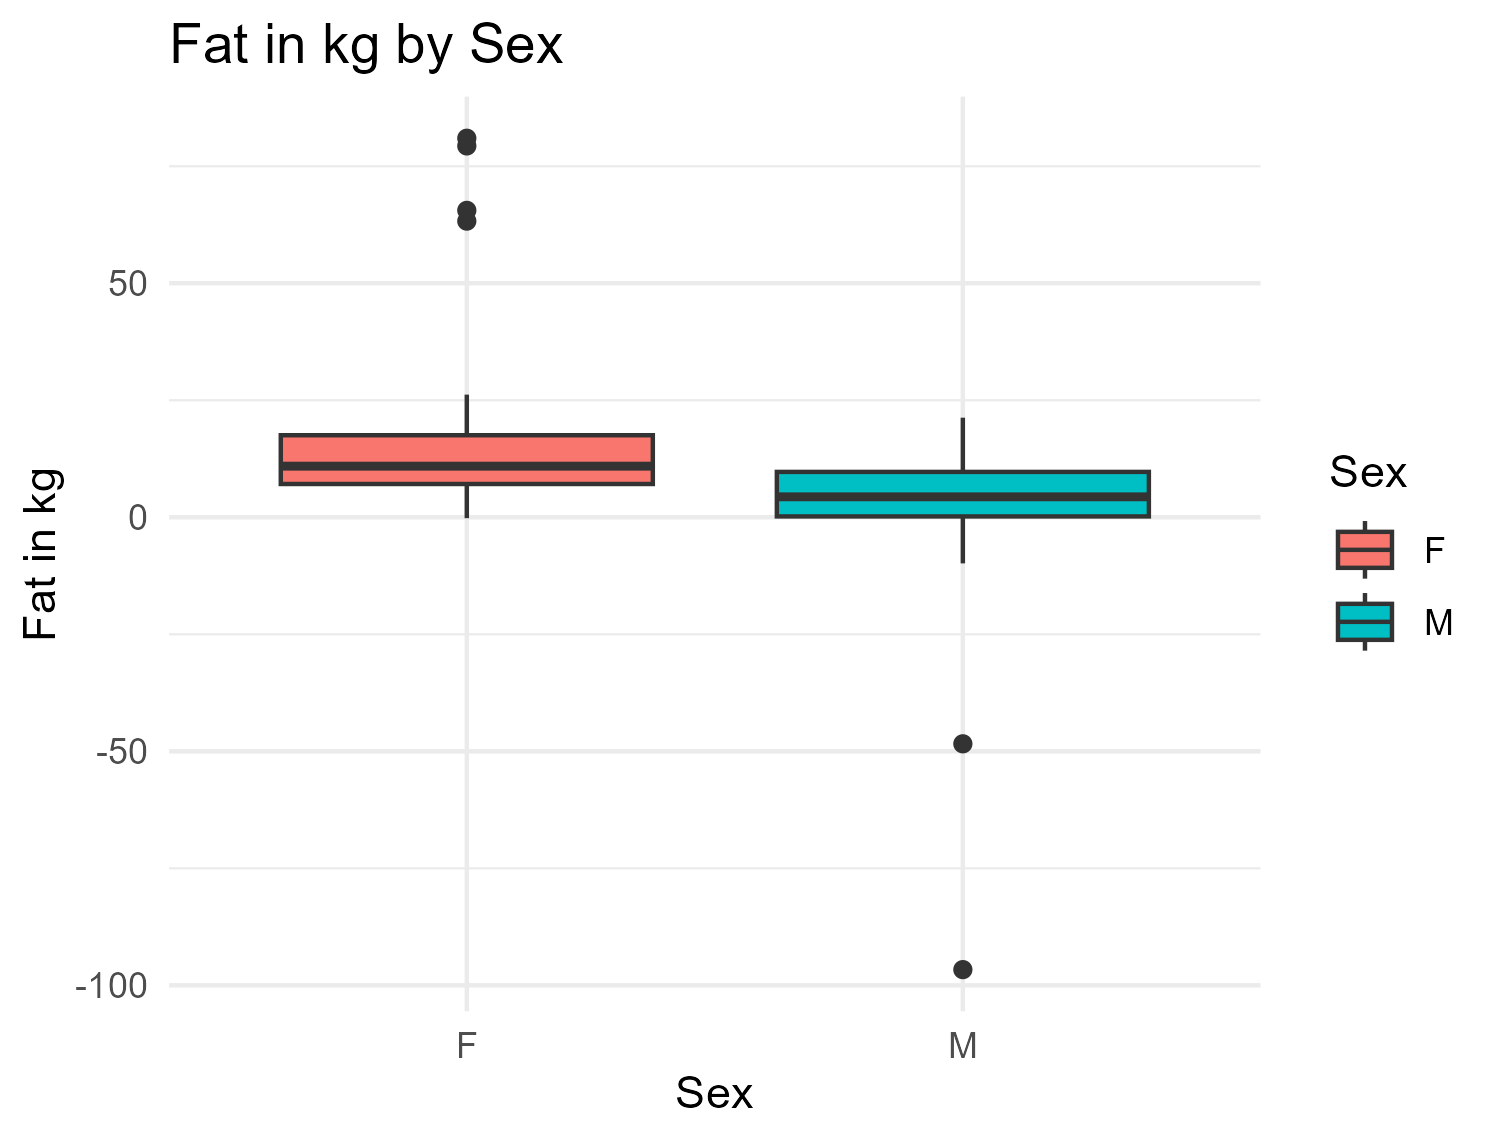 Fat in kg by Sex
Fat in kg
50
0
-50
-100
F
M
Sex
Sex
F
M